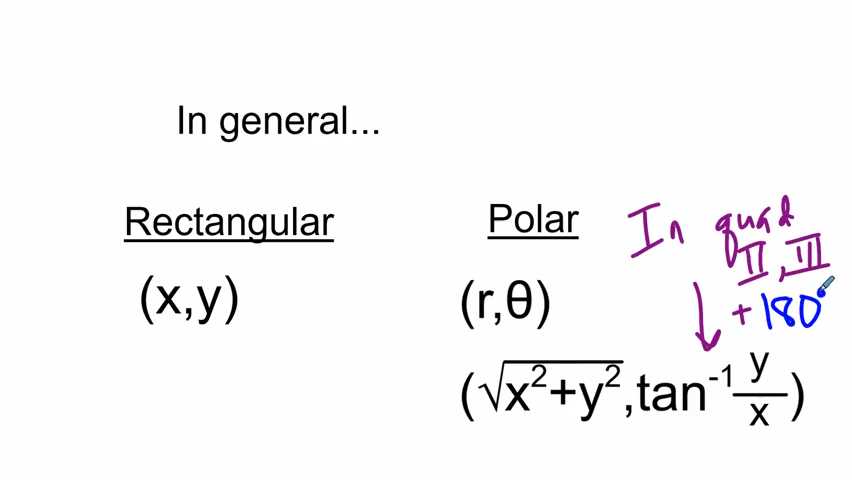 In general...
Rectangular
(x,y)
Polar
(r,θ)
(√x²+y²,tan⁻¹ y/x)
In quad
II, III
+180°